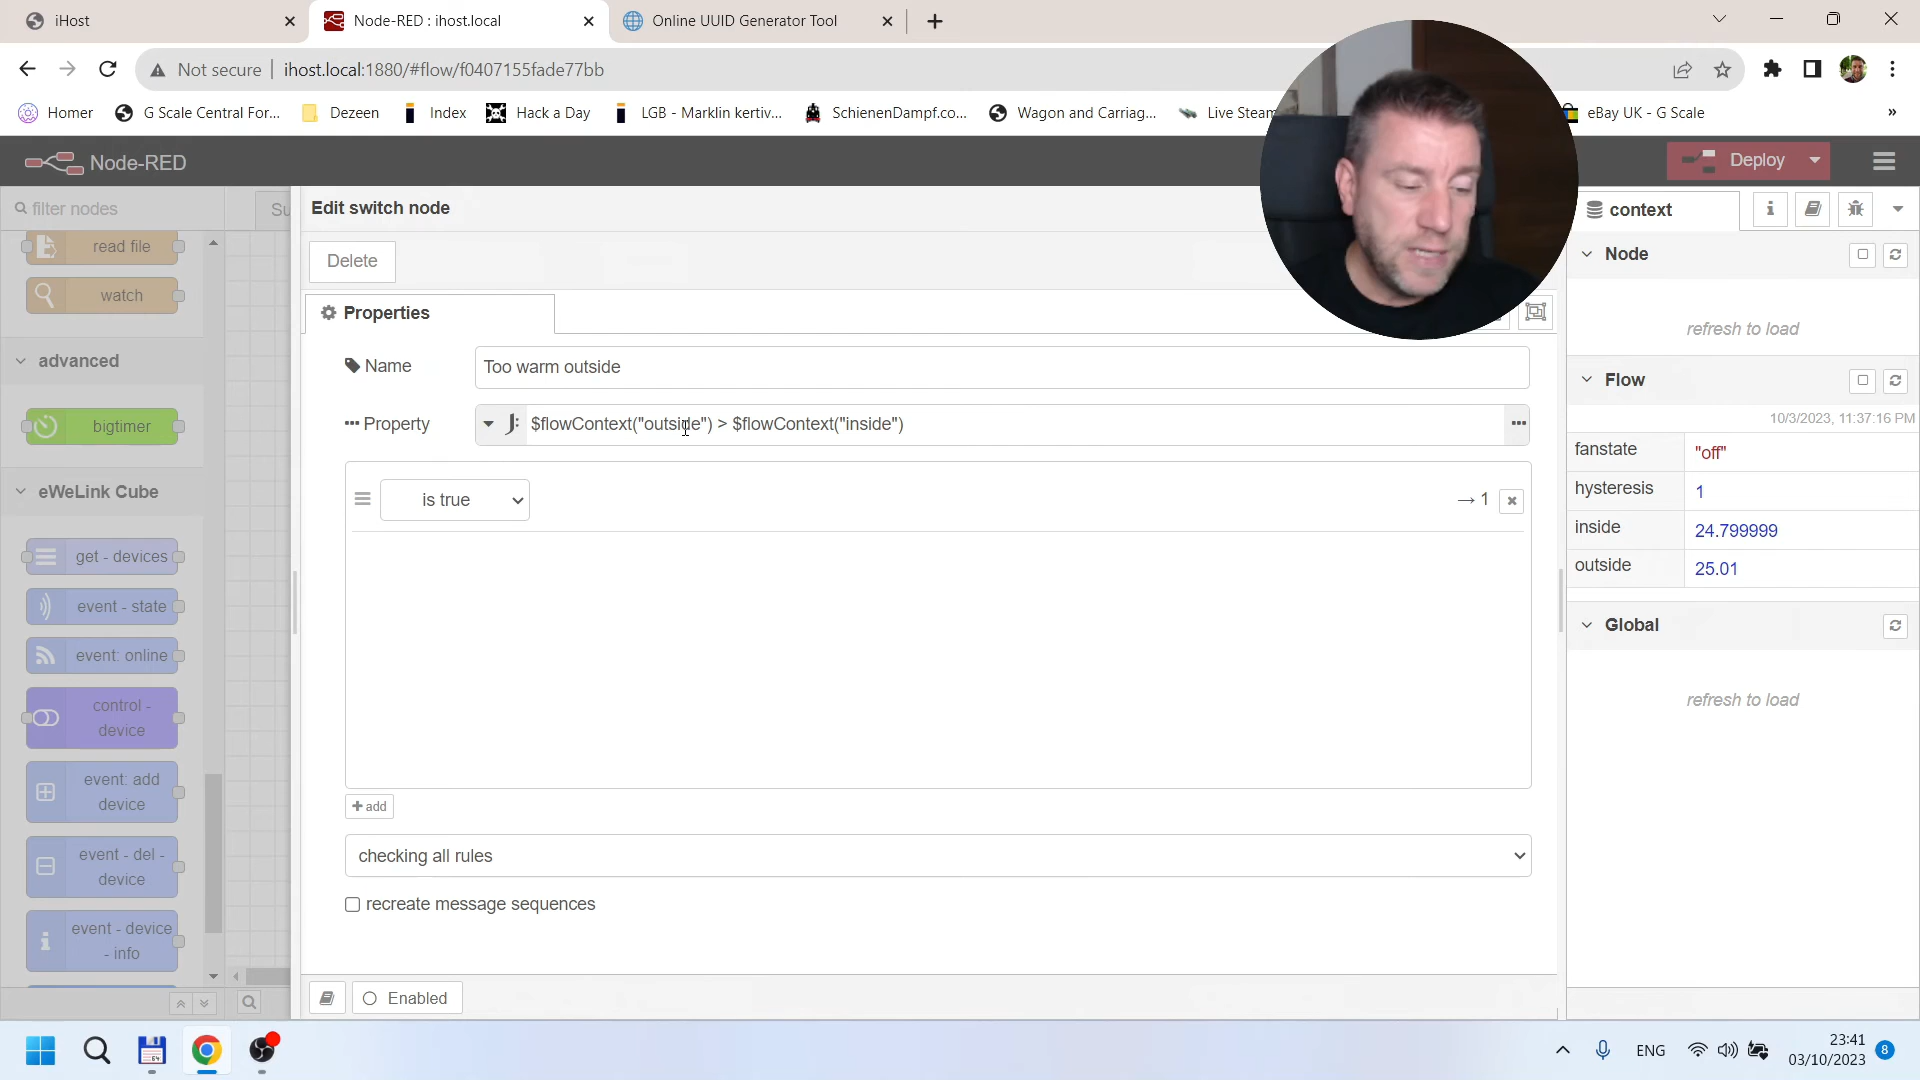 iHost
Node-RED : ihost.local
Online UUID Generator Tool
Not secure
ihost.local:1880/#flow/f0407155fade77bb
Homer
G Scale Central For...
Dezeen
Index
Hack a Day
LGB - Marklin kertiv...
SchienenDampf.co...
Wagon and Carriag...
Live Steam
eBay UK - G Scale
»
Node-RED
Deploy
filter nodes
Su
Edit switch node
context
Delete
read file
Node
watch
Properties
refresh to load
advanced
Name
Too warm outside
Flow
bigtimer
Property
$flowContext("outside") > $flowContext("inside")
10/3/2023, 11:37:16 PM
fanstate
"off"
hysteresis
1
inside
24.799999
outside
25.01
eWeLink Cube
is true
→ 1
get - devices
event - state
Global
event: online
refresh to load
control -
device
event: add
device
+ add
event - del -
device
checking all rules
recreate message sequences
event - device
- info
Enabled
64
ENG
23:41
03/10/2023
8